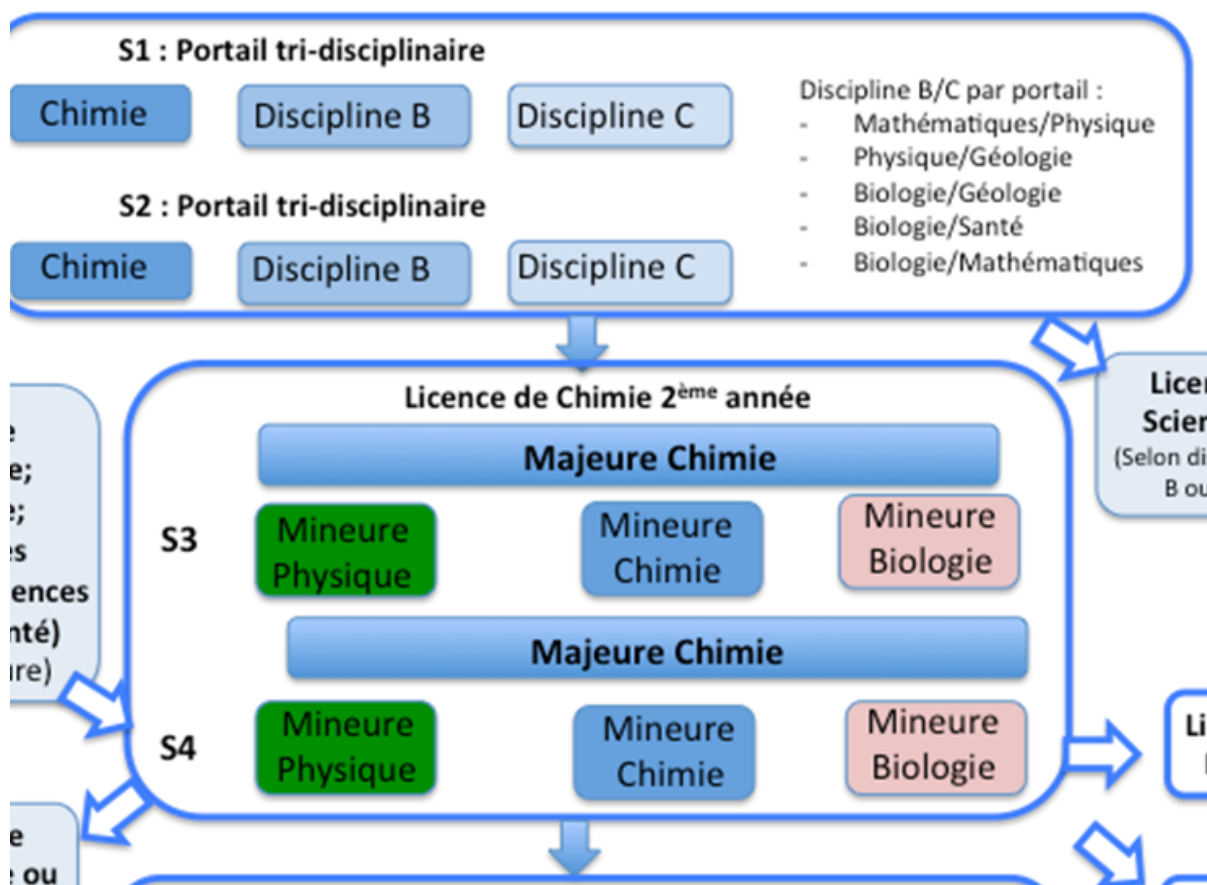 S1 : Portail tri-disciplinaire
Chimie
Discipline B
Discipline C
Discipline B/C par portail :
- Mathématiques/Physique
- Physique/Géologie
- Biologie/Géologie
- Biologie/Santé
- Biologie/Mathématiques
S2 : Portail tri-disciplinaire
Chimie
Discipline B
Discipline C
Licence de Chimie 2ème année
Majeure Chimie
S3
Mineure
Physique
Mineure
Chimie
Mineure
Biologie
Majeure Chimie
S4
Mineure
Physique
Mineure
Chimie
Mineure
Biologie
(Selon
B
ou